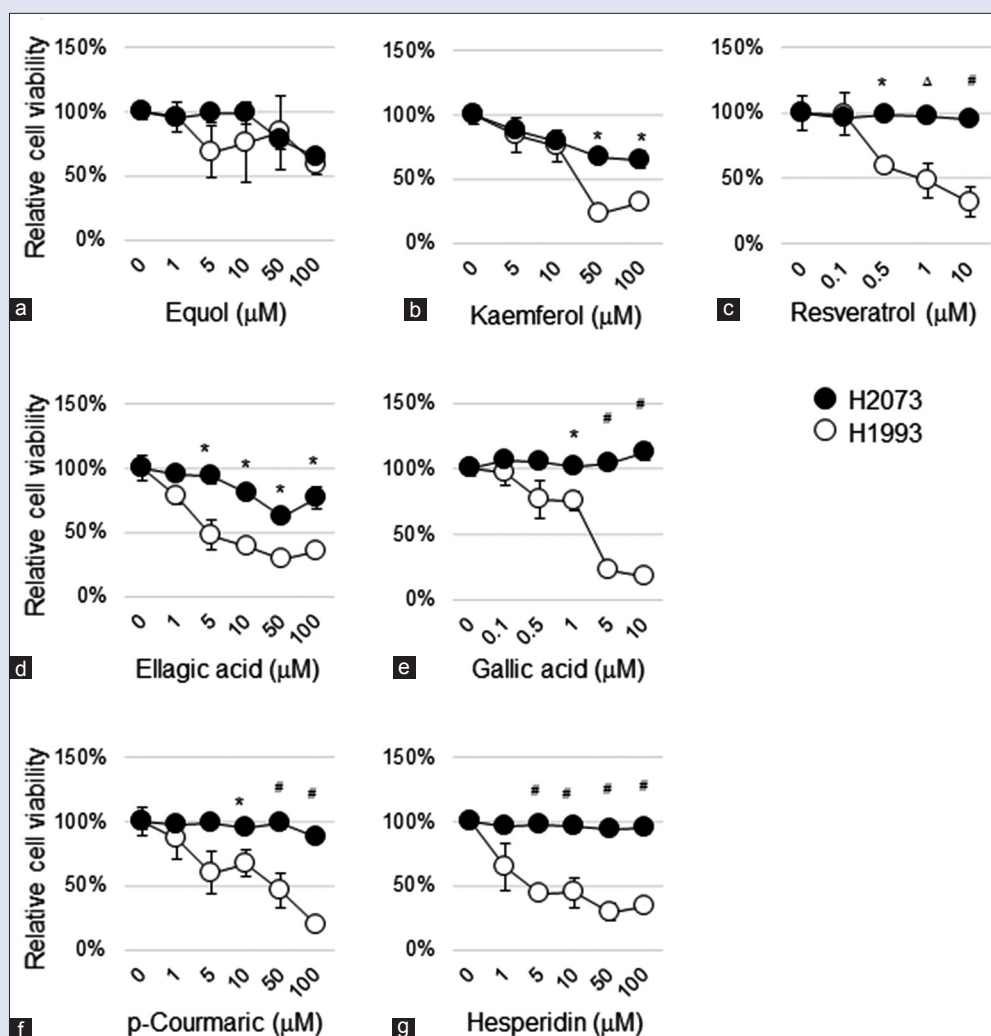 150%
100%
50%
0%
Relative cell viability
0 1 5 10 50 100
a
Equol (μM)
150%
100%
50%
0%
* *
0 5 10 50 100
b
Kaemferol (μM)
150%
100%
50%
0%
* Δ #
0 0.1 0.5 1 10
c
Resveratrol (μM)
H2073
H1993
150%
100%
50%
0%
Relative cell viability
* * * *
0 1 5 10 50 100
d
Ellagic acid (μM)
150%
100%
50%
0%
* # #
0 0.1 0.5 1 5 10
e
Gallic acid (μM)
150%
100%
50%
0%
Relative cell viability
* # #
0 1 5 10 50 100
f
p-Courmaric (μM)
150%
100%
50%
0%
# # # #
0 1 5 10 50 100
g
Hesperidin (μM)